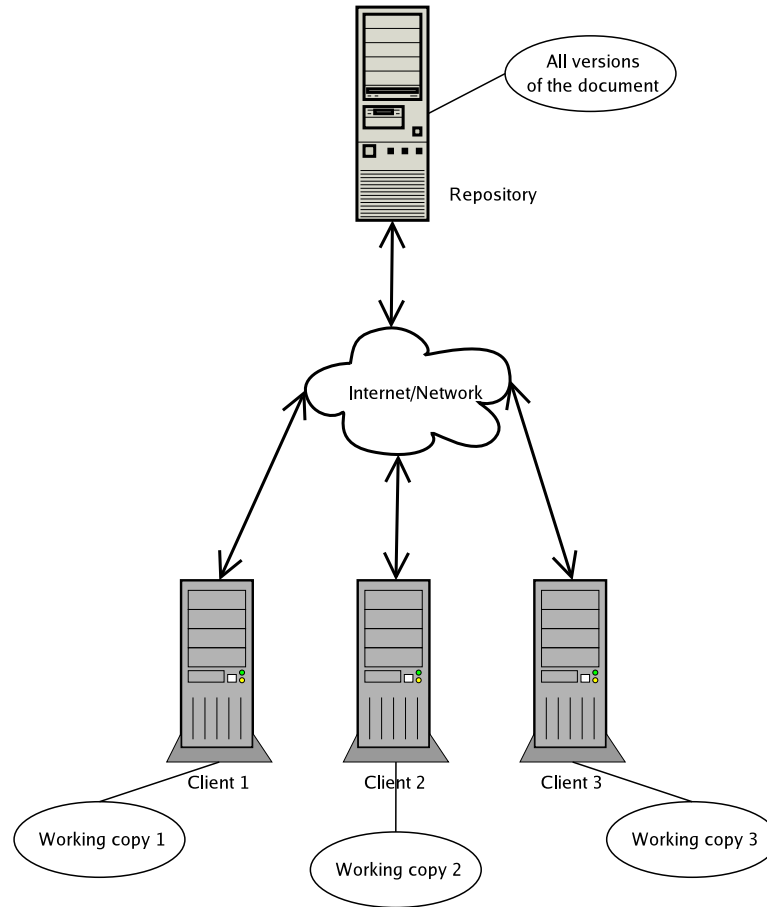 All versions
of the document
Repository
Internet/Network
Client 1
Client 2
Client 3
Working copy 1
Working copy 2
Working copy 3